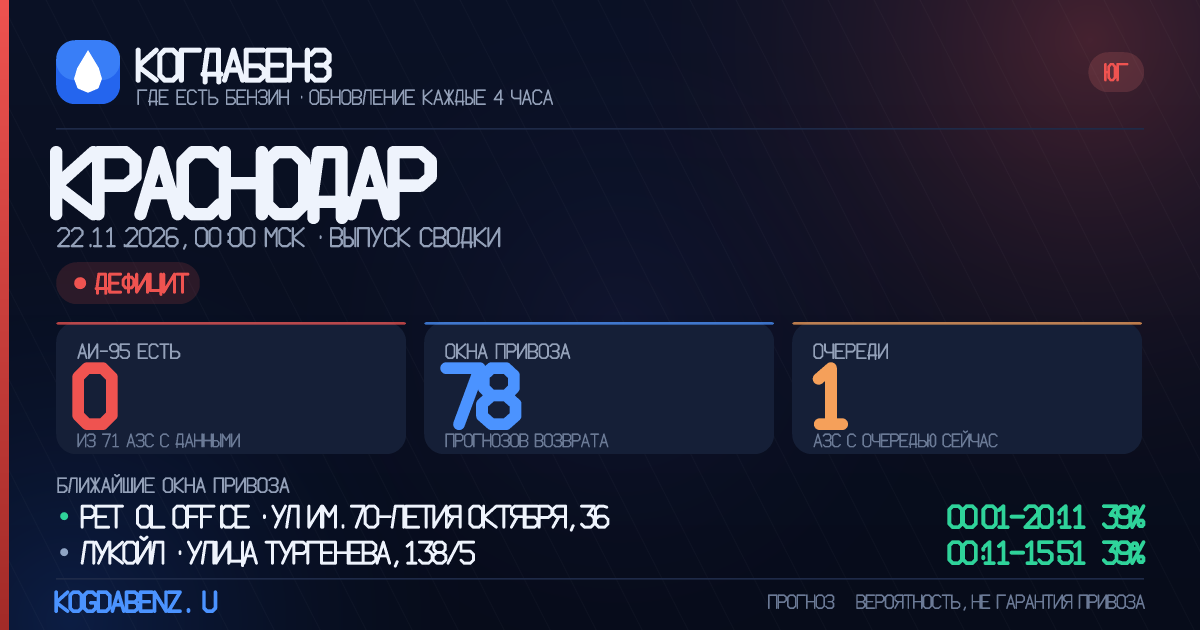 КОГДАБЕНЗ
ГДЕ ЕСТЬ БЕНЗИН · ОБНОВЛЕНИЕ КАЖДЫЕ 4 ЧАСА
ЮГ
КРАСНОДАР
22.11.2026, 00:00 МСК · ВЫПУСК СВОДКИ
• ДЕФИЦИТ
АИ-95 ЕСТЬ
0
ИЗ 71 АЗС С ДАННЫМИ
ОКНА ПРИВОЗА
78
ПРОГНОЗОВ ВОЗВРАТА
ОЧЕРЕДИ
1
АЗС С ОЧЕРЕДЬЮ СЕЙЧАС
БЛИЖАЙШИЕ ОКНА ПРИВОЗА
• PET OL OFF ICE · УЛ ИМ. 70-ЛЕТИЯ ОКТЯБРЯ, 36 00:01-20:11 39%
• ЛУКОЙЛ · УЛИЦА ТУРГЕНЕВА, 138/5 00:11-15:51 39%
KOGDABENZ. U
ПРОГНОЗ ВЕРОЯТНОСТЬ, НЕ ГАРАНТИЯ ПРИВОЗА